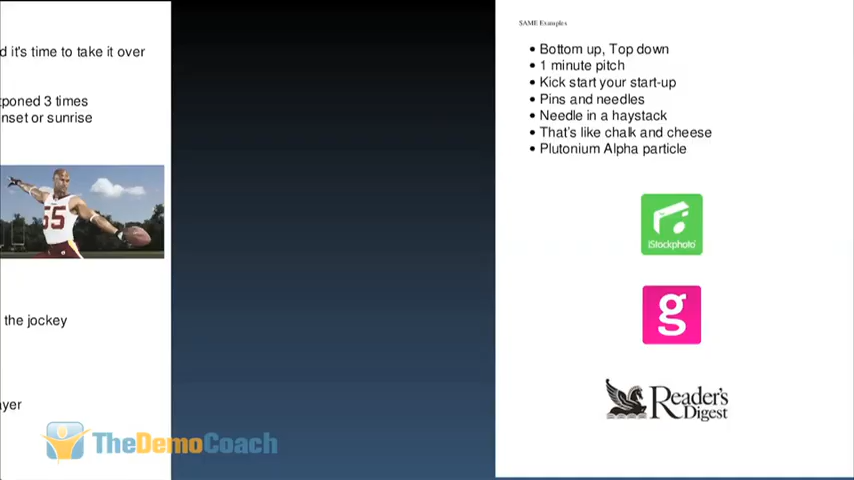 d it's time to take it over
tponed 3 times
nset or sunrise
55
the jockey
ayer
TheDemoCoach
SAME Examples
• Bottom up, Top down
• 1 minute pitch
• Kick start your start-up
• Pins and needles
• Needle in a haystack
• That's like chalk and cheese
• Plutonium Alpha particle
iStockphoto
g
Reader's
Digest